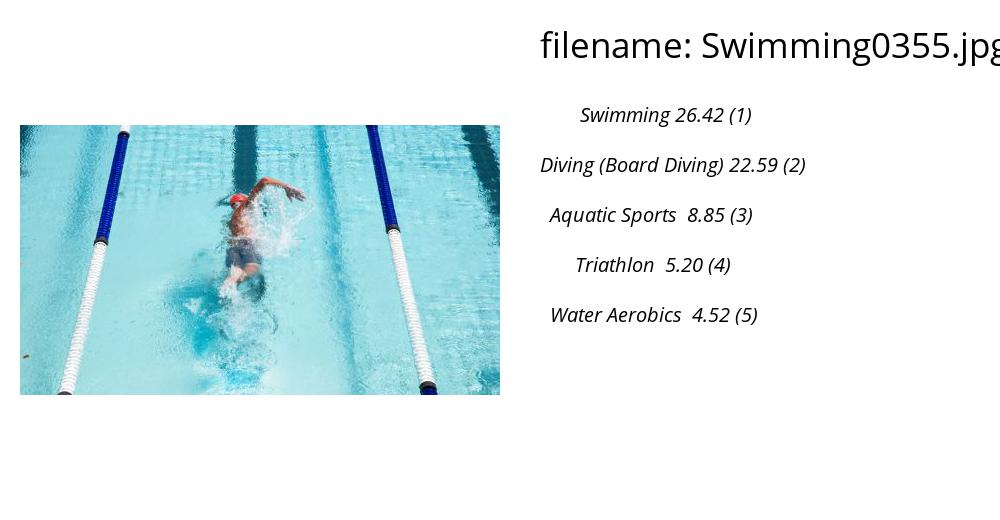 filename: Swimming0355.jpg
Swimming 26.42 (1)
Diving (Board Diving) 22.59 (2)
Aquatic Sports 8.85 (3)
Triathlon 5.20 (4)
Water Aerobics 4.52 (5)